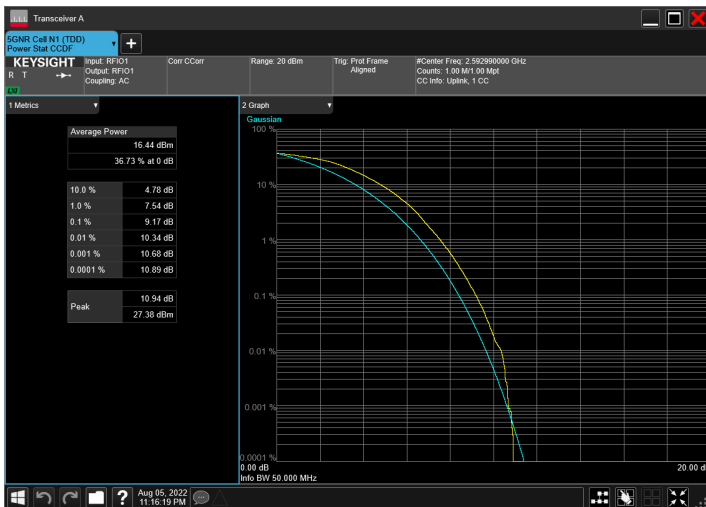 Transceiver A
5GNR Cell N1 (TDD)
Power Stat CCDF
KEYSIGHT
R T
LXI
Input: RFIO1
Output: RFIO1
Coupling: AC
Corr CCorr
Range: 20 dBm
Trig: Prot Frame
Aligned
#Center Freq: 2.592990000 GHz
Counts: 1.00 M/1.00 Mpt
CC Info: Uplink, 1 CC
1 Metrics
Average Power
16.44 dBm
36.73 % at 0 dB
10.0 % 4.78 dB
1.0 % 7.54 dB
0.1 % 9.17 dB
0.01 % 10.34 dB
0.001 % 10.68 dB
0.0001 % 10.89 dB
Peak 10.94 dB
27.38 dBm
2 Graph
Gaussian
100 %
10 %
1 %
0.1 %
0.01 %
0.001 %
0.0001 %
0.00 dB 20.00 d
Info BW 50.000 MHz
Aug 05, 2022
11:16:19 PM